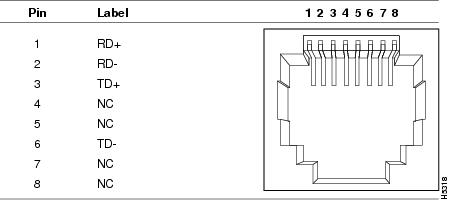 Pin Label 1 2 3 4 5 6 7 8
1 RD+
2 RD-
3 TD+
4 NC
5 NC
6 TD-
7 NC
8 NC
H5318